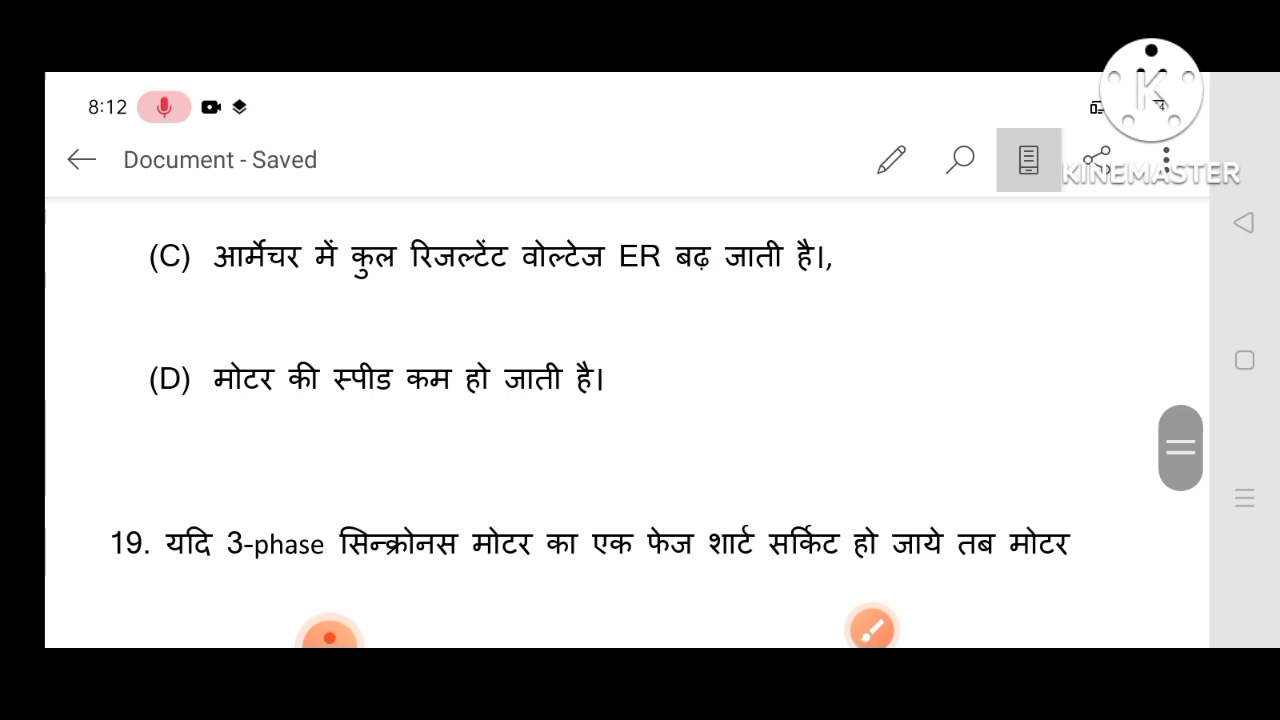 8:12
Document - Saved
KINEMASTER
(C) आर्मेचर में कुल रिजल्टेंट वोल्टेज ER बढ़ जाती है।,
(D) मोटर की स्पीड कम हो जाती है।
19. यदि 3-phase सिन्क्रोनस मोटर का एक फेज शार्ट सर्किट हो जाये तब मोटर